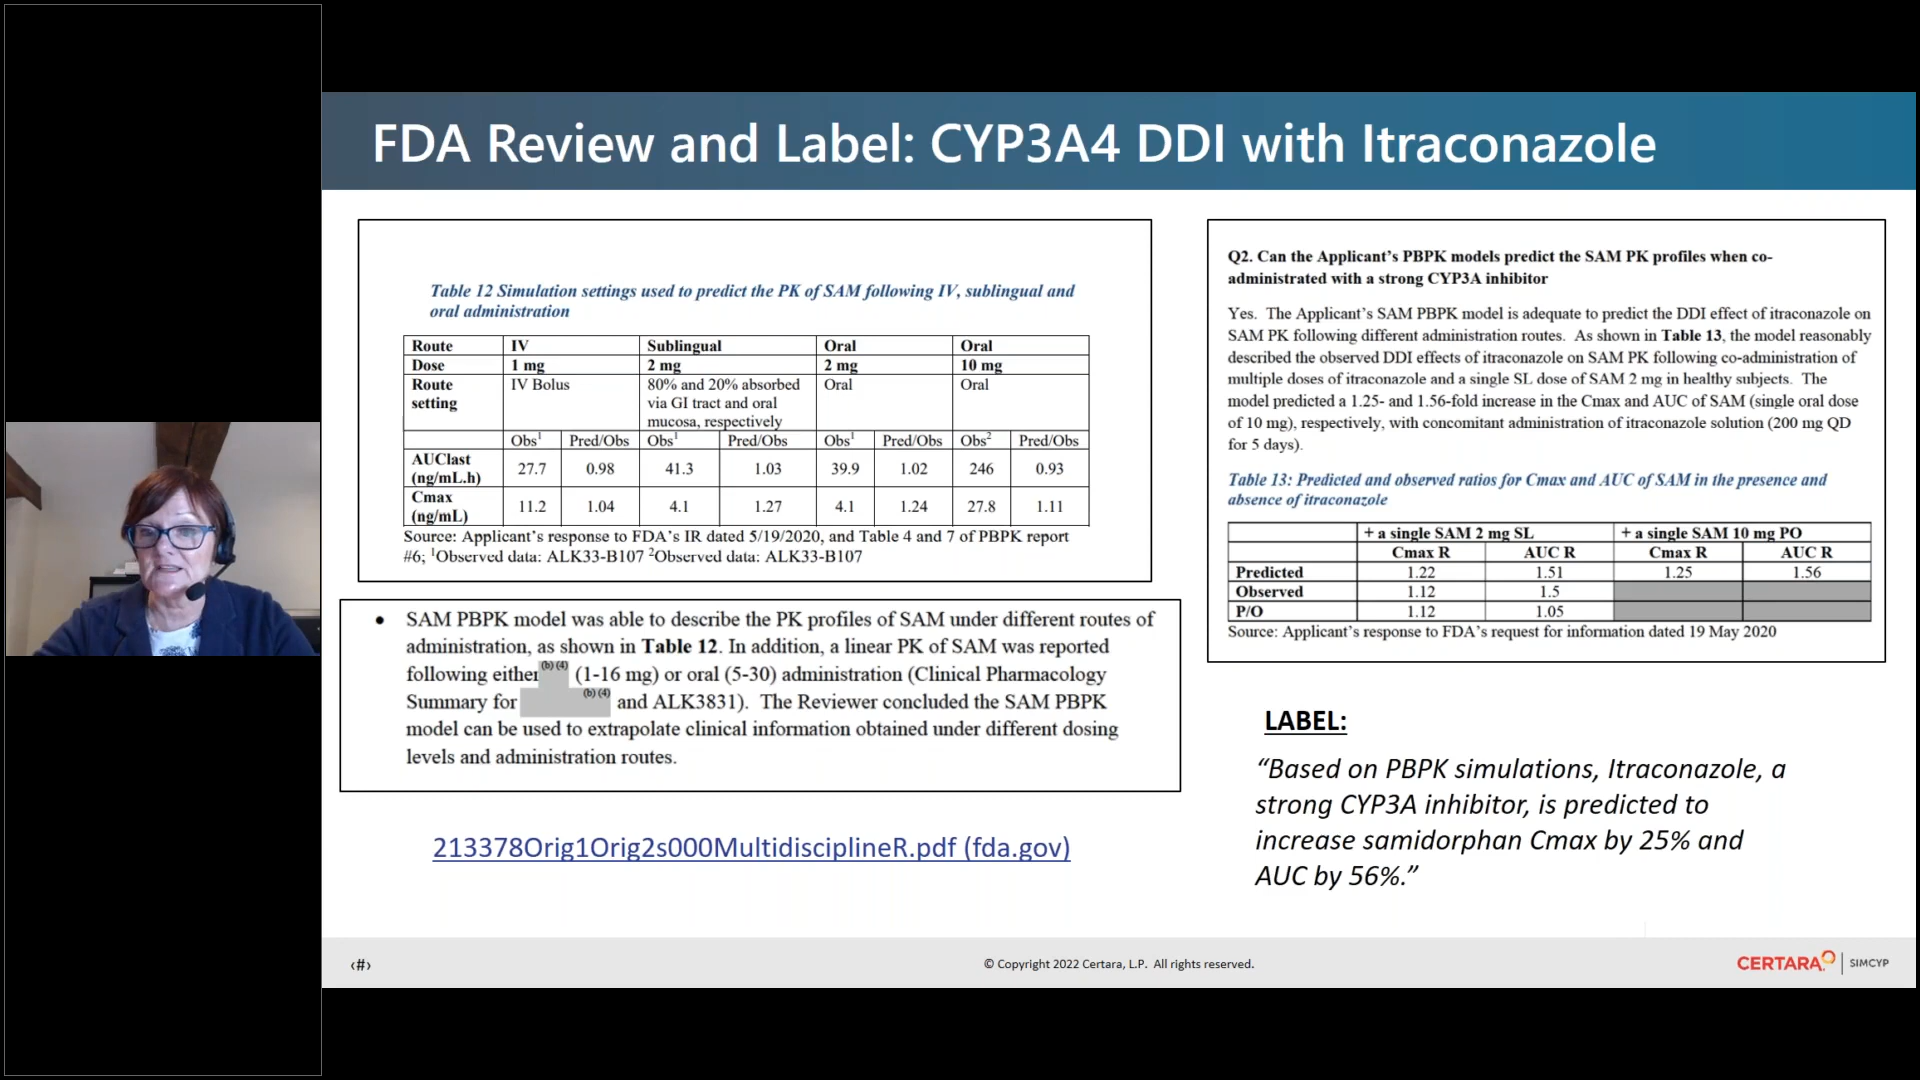 FDA Review and Label: CYP3A4 DDI with Itraconazole
Table 12 Simulation settings used to predict the PK of SAM following IV, sublingual and
oral administration
Route IV Sublingual Oral Oral
Dose 1 mg 2 mg 2 mg 10 mg
Route setting IV Bolus 80% and 20% absorbed via GI tract and oral mucosa, respectively Oral Oral
Obs¹ Pred/Obs Obs¹ Pred/Obs Obs¹ Pred/Obs Obs² Pred/Obs
AUClast (ng/mL.h) 27.7 0.98 41.3 1.03 39.9 1.02 246 0.93
Cmax (ng/mL) 11.2 1.04 4.1 1.27 4.1 1.24 27.8 1.11
Source: Applicant's response to FDA's IR dated 5/19/2020, and Table 4 and 7 of PBPK report
#6; ¹Observed data: ALK33-B107 ²Observed data: ALK33-B107
• SAM PBPK model was able to describe the PK profiles of SAM under different routes of
administration, as shown in Table 12. In addition, a linear PK of SAM was reported
following either (b) (4) (1-16 mg) or oral (5-30) administration (Clinical Pharmacology
Summary for (b) (4) and ALK3831). The Reviewer concluded the SAM PBPK
model can be used to extrapolate clinical information obtained under different dosing
levels and administration routes.
213378Orig1Orig2s000MultidisciplineR.pdf (fda.gov)
Q2. Can the Applicant's PBPK models predict the SAM PK profiles when co-
administrated with a strong CYP3A inhibitor
Yes. The Applicant's SAM PBPK model is adequate to predict the DDI effect of itraconazole on
SAM PK following different administration routes. As shown in Table 13, the model reasonably
described the observed DDI effects of itraconazole on SAM PK following co-administration of
multiple doses of itraconazole and a single SL dose of SAM 2 mg in healthy subjects. The
model predicted a 1.25- and 1.56-fold increase in the Cmax and AUC of SAM (single oral dose
of 10 mg), respectively, with concomitant administration of itraconazole solution (200 mg QD
for 5 days).
Table 13: Predicted and observed ratios for Cmax and AUC of SAM in the presence and
absence of itraconazole
+ a single SAM 2 mg SL + a single SAM 10 mg PO
Cmax R AUC R Cmax R AUC R
Predicted 1.22 1.51 1.25 1.56
Observed 1.12 1.5
P/O 1.12 1.05
Source: Applicant's response to FDA's request for information dated 19 May 2020
LABEL:
“Based on PBPK simulations, Itraconazole, a
strong CYP3A inhibitor, is predicted to
increase samidorphan Cmax by 25% and
AUC by 56%.”
‹#›
© Copyright 2022 Certara, L.P. All rights reserved.
CERTARA | SIMCYP